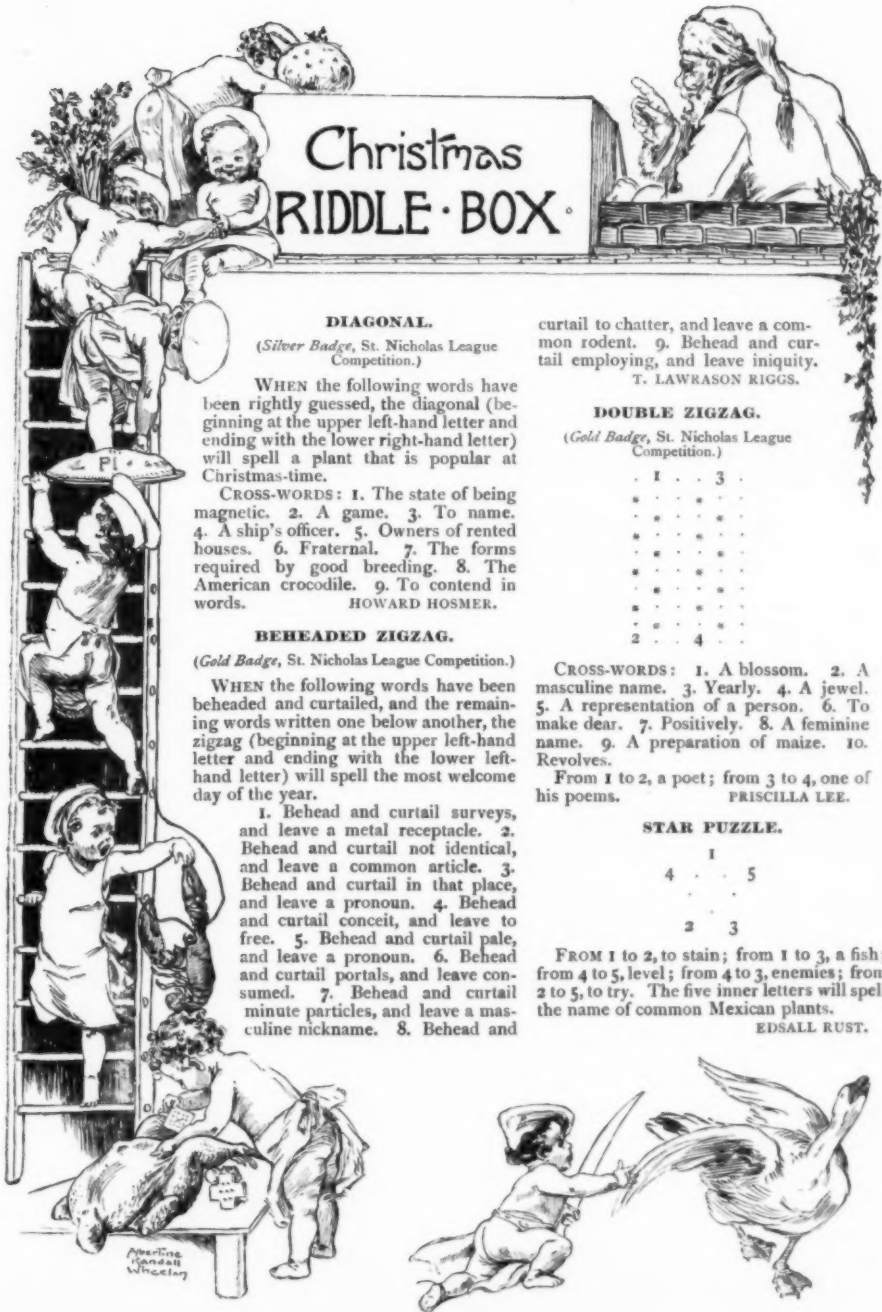 Christmas
RIDDLE · BOX
PI
DIAGONAL.
(Silver Badge, St. Nicholas League
Competition.)
WHEN the following words have
been rightly guessed, the diagonal (be-
ginning at the upper left-hand letter and
ending with the lower right-hand letter)
will spell a plant that is popular at
Christmas-time.
CROSS-WORDS: 1. The state of being
magnetic. 2. A game. 3. To name.
4. A ship's officer. 5. Owners of rented
houses. 6. Fraternal. 7. The forms
required by good breeding. 8. The
American crocodile. 9. To contend in
words. HOWARD HOSMER.
BEHEADED ZIGZAG.
(Gold Badge, St. Nicholas League Competition.)
WHEN the following words have been
beheaded and curtailed, and the remain-
ing words written one below another, the
zigzag (beginning at the upper left-hand
letter and ending with the lower left-
hand letter) will spell the most welcome
day of the year.
1. Behead and curtail surveys,
and leave a metal receptacle. 2.
Behead and curtail not identical,
and leave a common article. 3.
Behead and curtail in that place,
and leave a pronoun. 4. Behead
and curtail conceit, and leave to
free. 5. Behead and curtail pale,
and leave a pronoun. 6. Behead
and curtail portals, and leave con-
sumed. 7. Behead and curtail
minute particles, and leave a mas-
culine nickname. 8. Behead and
curtail to chatter, and leave a com-
mon rodent. 9. Behead and cur-
tail employing, and leave iniquity.
T. LAWRASON RIGGS.
DOUBLE ZIGZAG.
(Gold Badge, St. Nicholas League
Competition.)
. 1 . . 3 .
* . . * . .
. * . . * .
* . . * . .
. * . . * .
* . . * . .
. * . . * .
* . . * . .
. * . . * .
2 . . 4 . .
CROSS-WORDS: 1. A blossom. 2. A
masculine name. 3. Yearly. 4. A jewel.
5. A representation of a person. 6. To
make dear. 7. Positively. 8. A feminine
name. 9. A preparation of maize. 10.
Revolves.
From 1 to 2, a poet; from 3 to 4, one of
his poems. PRISCILLA LEE.
STAR PUZZLE.
1
4 . . 5
. .
.
2 3
FROM 1 to 2, to stain; from 1 to 3, a fish;
from 4 to 5, level; from 4 to 3, enemies; from
2 to 5, to try. The five inner letters will spell
the name of common Mexican plants.
EDSALL RUST.
Albertine
Randall
Wheelan